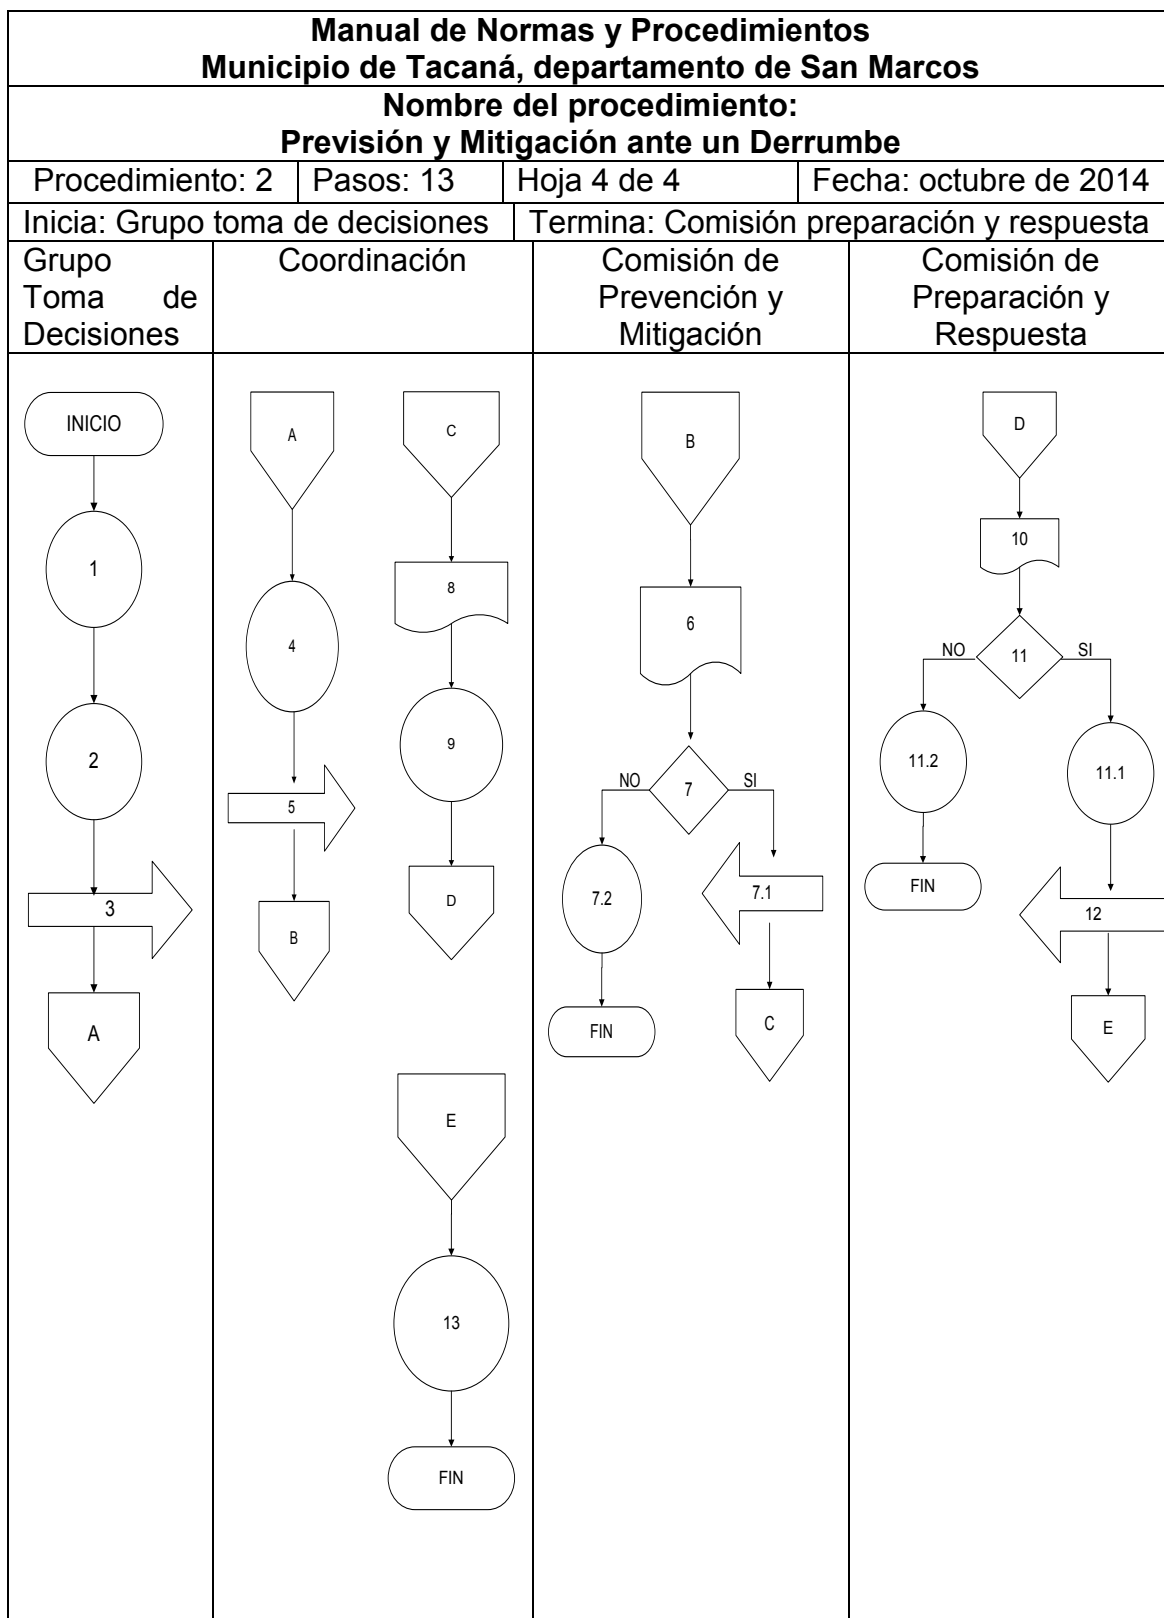 Manual de Normas y Procedimientos
Municipio de Tacaná, departamento de San Marcos
Nombre del procedimiento:
Previsión y Mitigación ante un Derrumbe
Procedimiento: 2 Pasos: 13 Hoja 4 de 4 Fecha: octubre de 2014
Inicia: Grupo toma de decisiones Termina: Comisión preparación y respuesta
Grupo
Toma de
Decisiones
Coordinación
Comisión de
Prevención y
Mitigación
Comisión de
Preparación y
Respuesta
INICIO
1
2
3
A
A
4
5
B
C
8
9
D
E
13
FIN
B
6
7
NO
SI
7.2
7.1
FIN
C
D
10
11
NO
SI
11.2
11.1
FIN
12
E